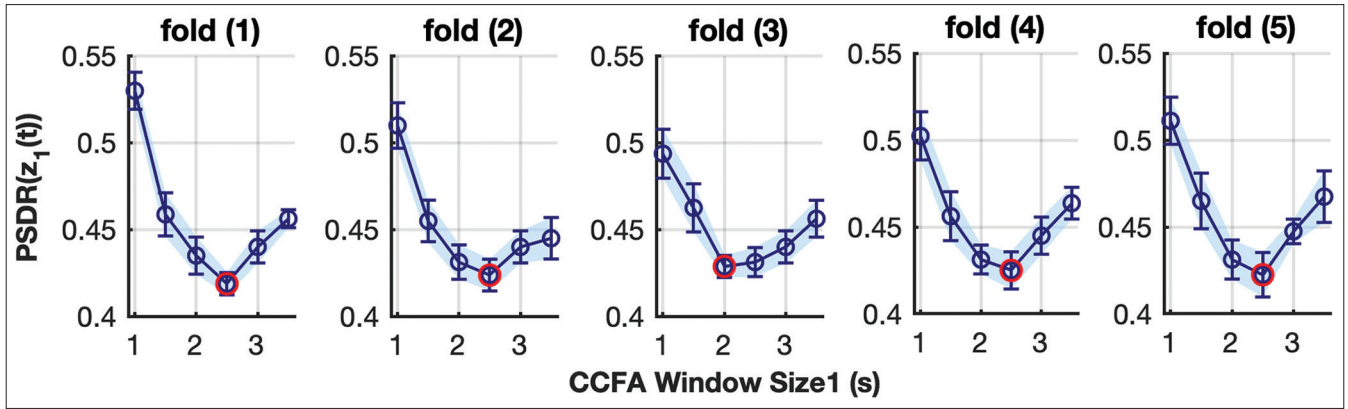 fold (1) fold (2) fold (3) fold (4) fold (5)
0.55 0.55 0.55 0.55 0.55
0.5 0.5 0.5 0.5 0.5
0.45 0.45 0.45 0.45 0.45
0.4 0.4 0.4 0.4 0.4
1 2 3 1 2 3 1 2 3 1 2 3 1 2 3
PSDR(z₁(t))
CCFA Window Size1 (s)